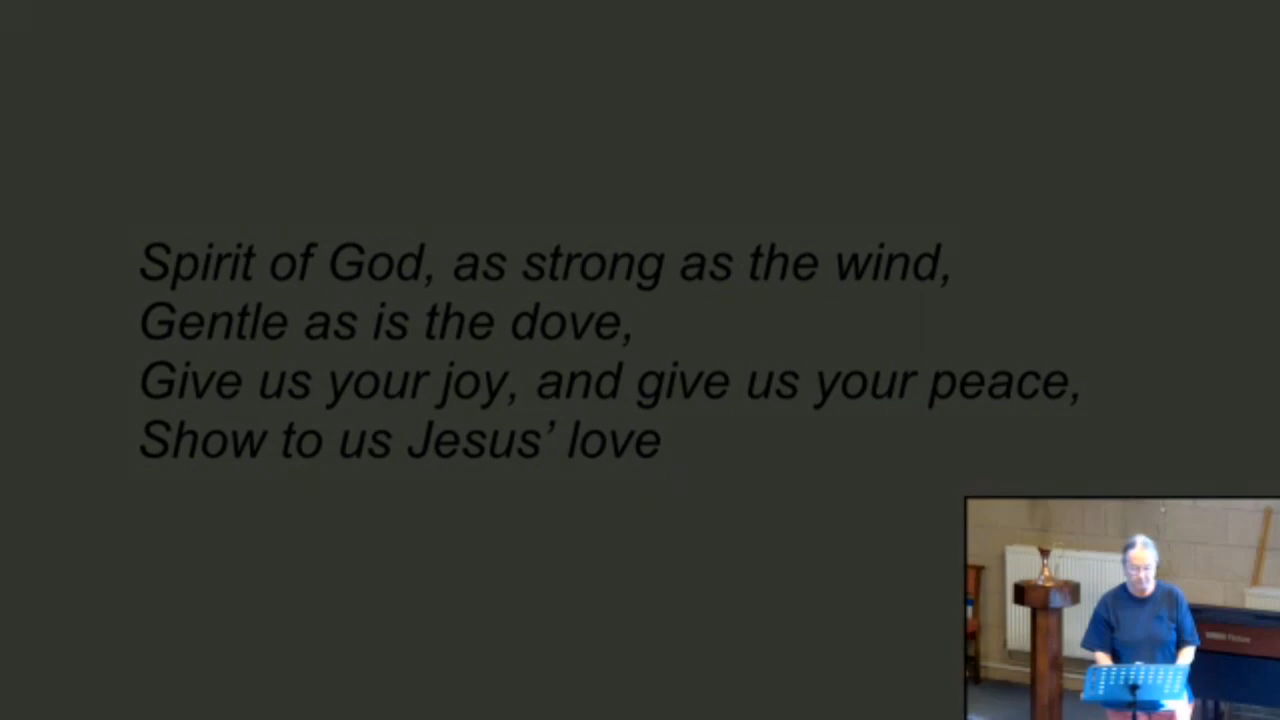 Spirit of God, as strong as the wind,
Gentle as is the dove,
Give us your joy, and give us your peace,
Show to us Jesus’ love